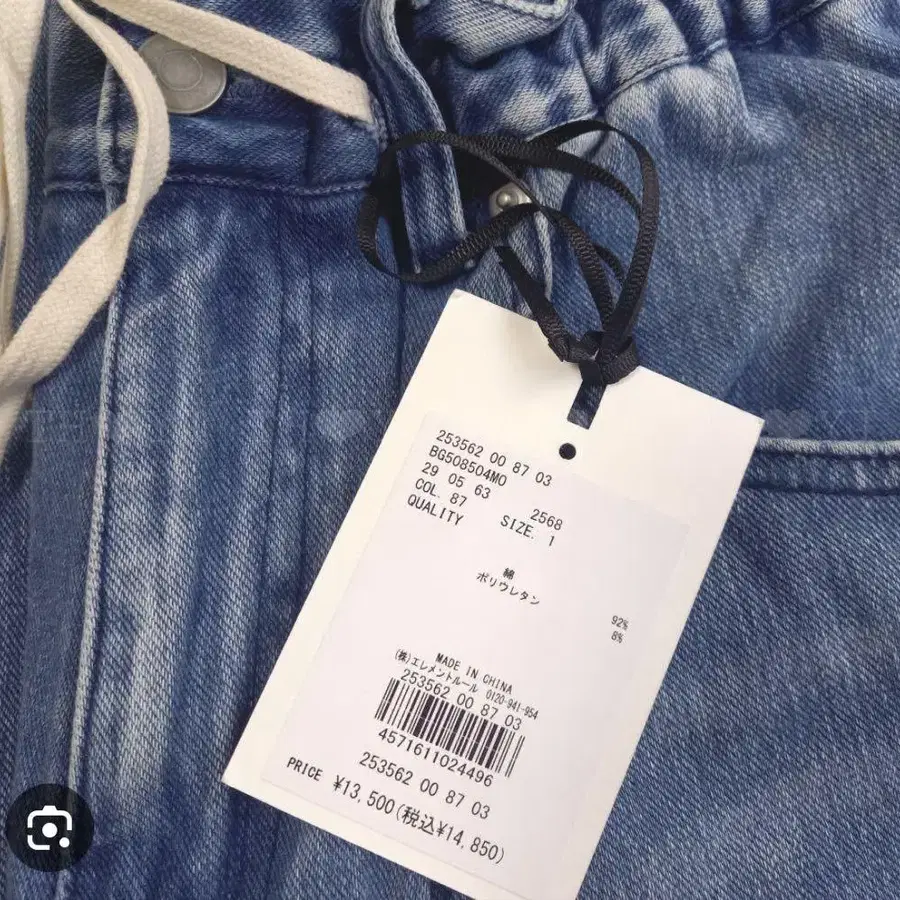 253562 00 87 03
BG508504MO
29 05 63 2568
COL. 87 SIZE. 1
QUALITY
綿 92%
ポリウレタン 8%
MADE IN CHINA
(株)エレメントルール 0120-941-954
253562 00 87 03
4571611024496
253562 00 87 03
PRICE ¥13,500(税込¥14,850)